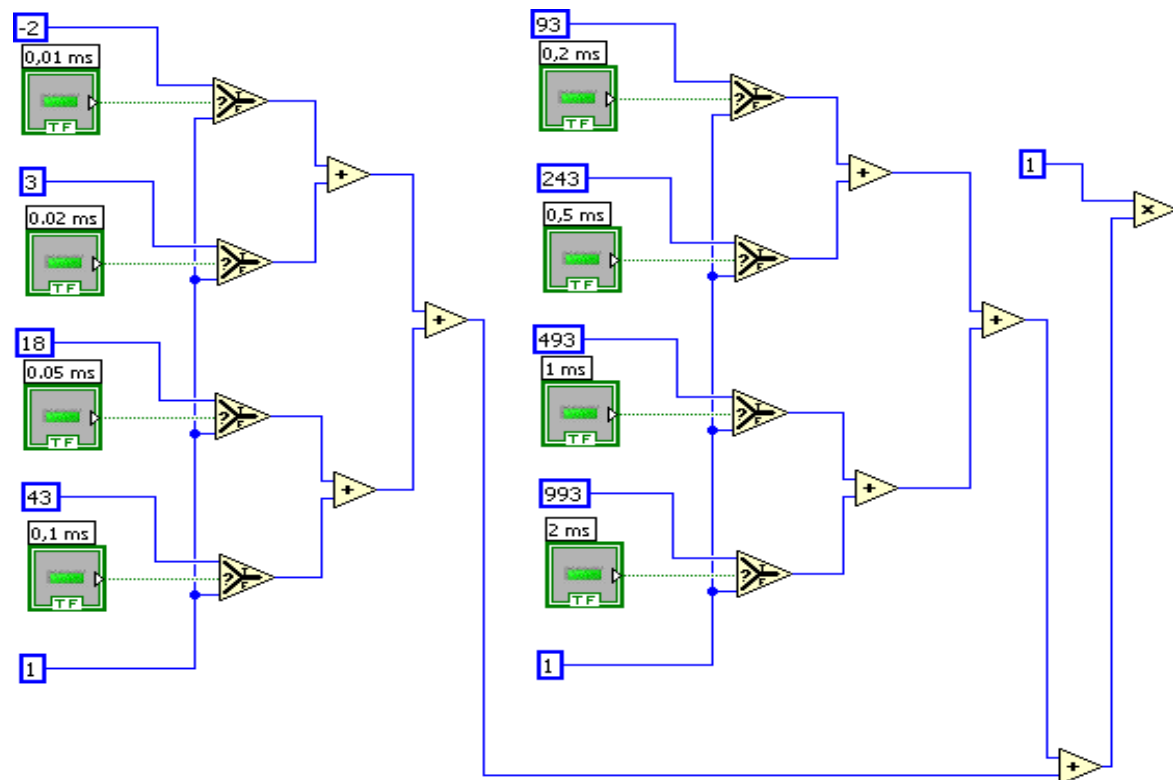 -2
0,01 ms
TF
3
0.02 ms
TF
18
0.05 ms
TF
43
0,1 ms
TF
1
?
T
F
?
T
F
?
T
F
?
T
F
+
+
+
93
0,2 ms
TF
243
0,5 ms
TF
493
1 ms
TF
993
2 ms
TF
1
?
T
F
?
T
F
?
T
F
?
T
F
+
+
+
1
x
+